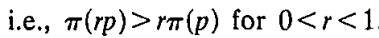 i.e., π(rp)>rπ(p) for 0<r<1.